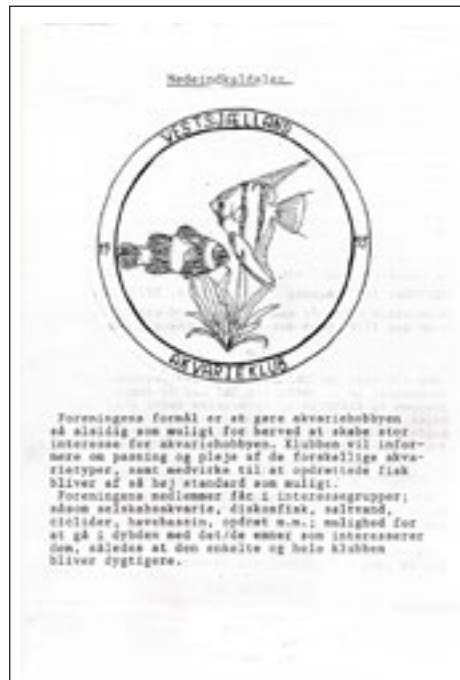 Mødeindkaldelse
VESTSJÆLLAND
AKVARIEKLUB
Foreningens formål er at gøre akvariehobbyen
så alsidig som muligt for herved at skabe stor
interesse for akvariehobbyen. Klubben vil infor-
mere om pasning og pleje af de forskellige akva-
rietyper, samt medvirke til at opdrættede fisk
bliver af så høj standard som muligt.
Foreningens medlemmer får i interessegrupper;
såsom selskabsakvarie, diskosfisk, saltvand,
ciclider, havebassin, opdræt m.m.; mulighed for
at gå i dybden med det/de emner som interesserer
dem, således at den enkelte og hele klubben
bliver dygtigere.